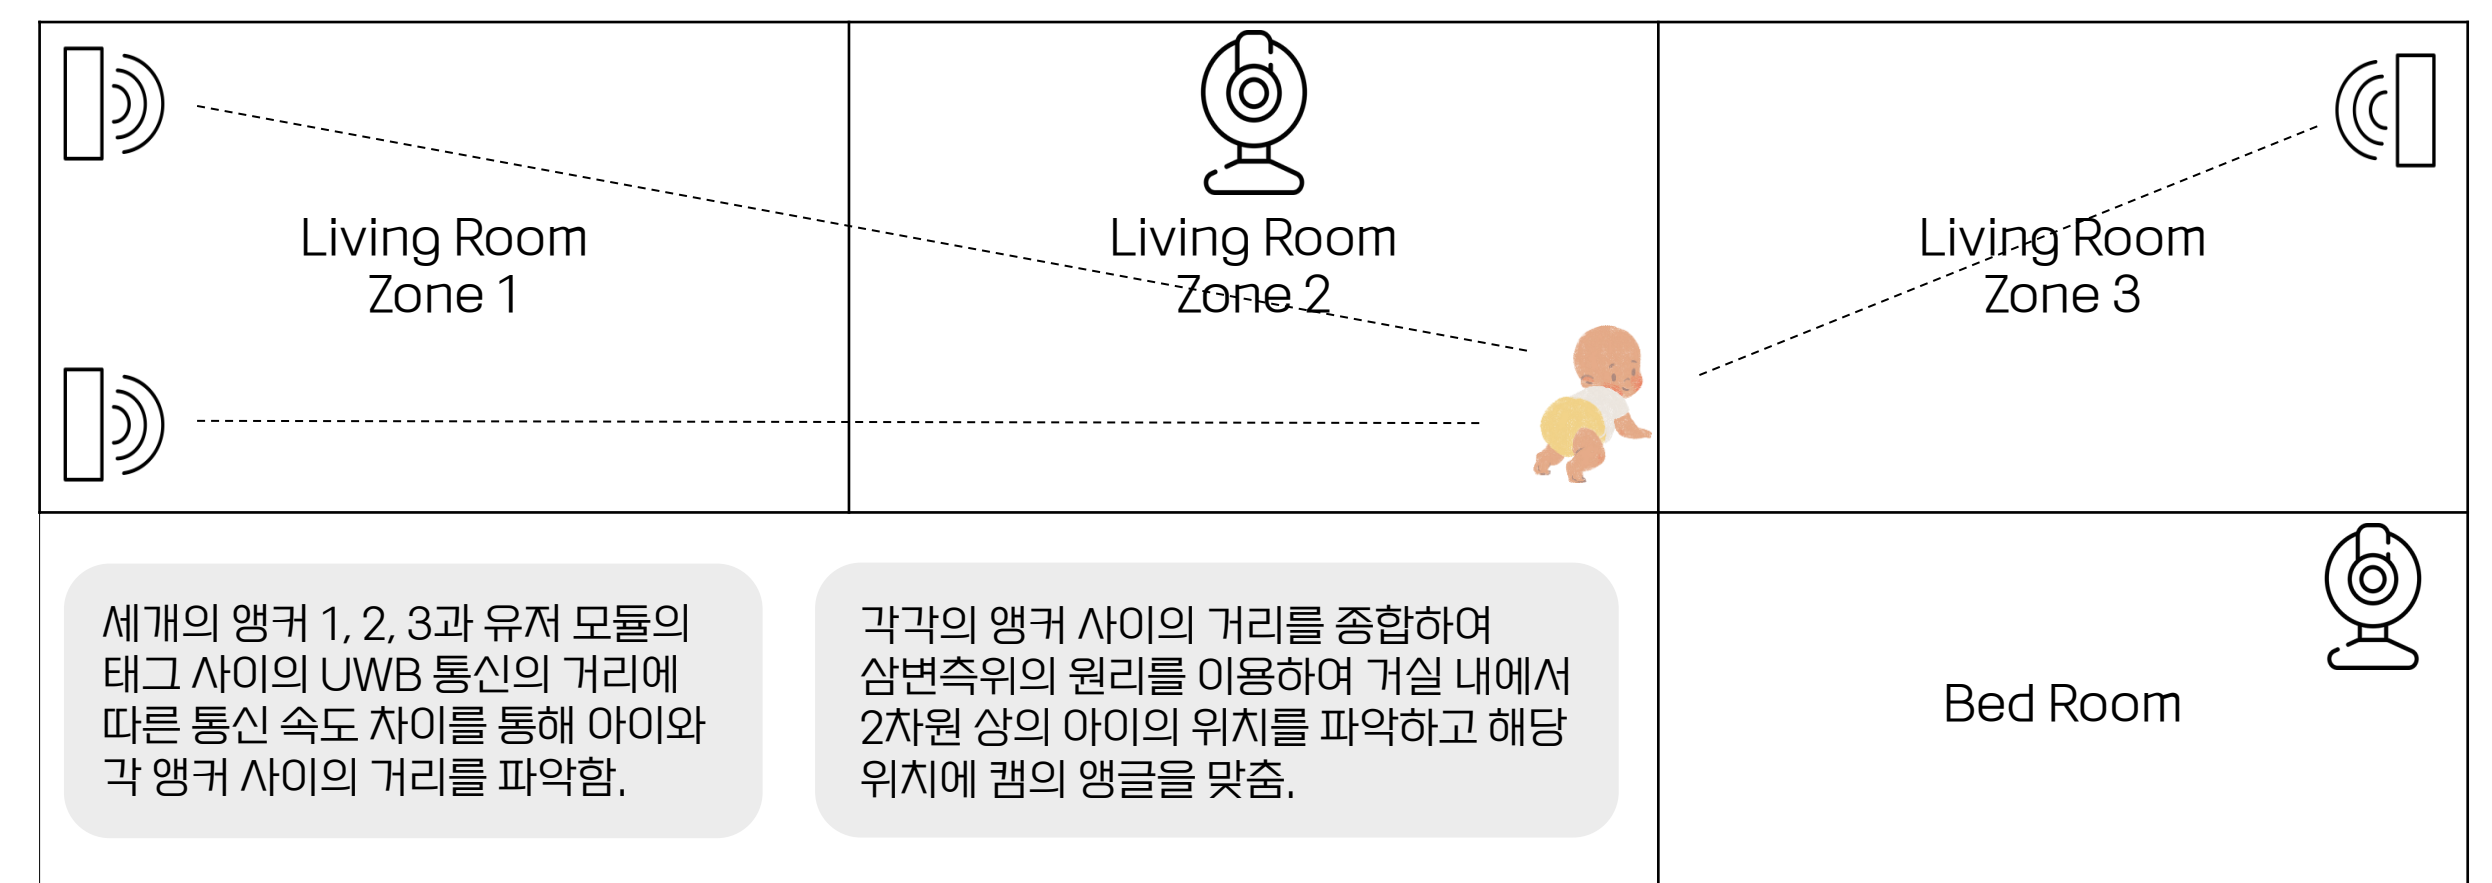 Living Room
Zone 1
Living Room
Zone 2
Living Room
Zone 3
세개의 앵커 1, 2, 3과 유저 모듈의
태그 사이의 UWB 통신의 거리에
따른 통신 속도 차이를 통해 아이와
각 앵커 사이의 거리를 파악함.
각각의 앵커 사이의 거리를 종합하여
삼변측위의 원리를 이용하여 거실 내에서
2차원 상의 아이의 위치를 파악하고 해당
위치에 캠의 앵글을 맞춤.
Bed Room